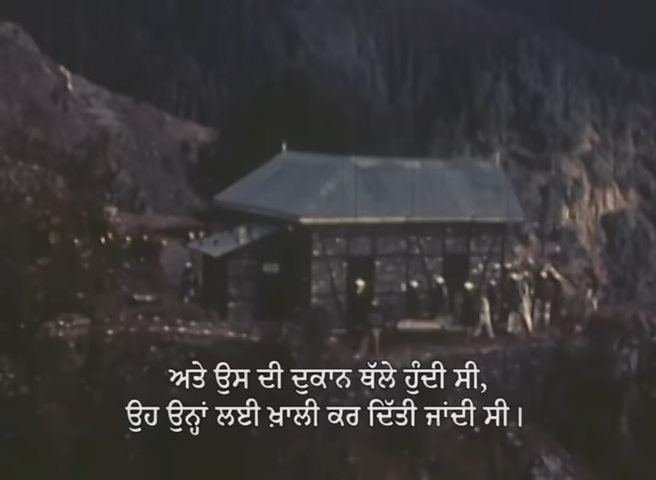 ਅਤੇ ਉਸ ਦੀ ਦੁਕਾਨ ਥੱਲੇ ਹੁੰਦੀ ਸੀ,
ਉਹ ਉਨ੍ਹਾਂ ਲਈ ਖ਼ਾਲੀ ਕਰ ਦਿੱਤੀ ਜਾਂਦੀ ਸੀ।